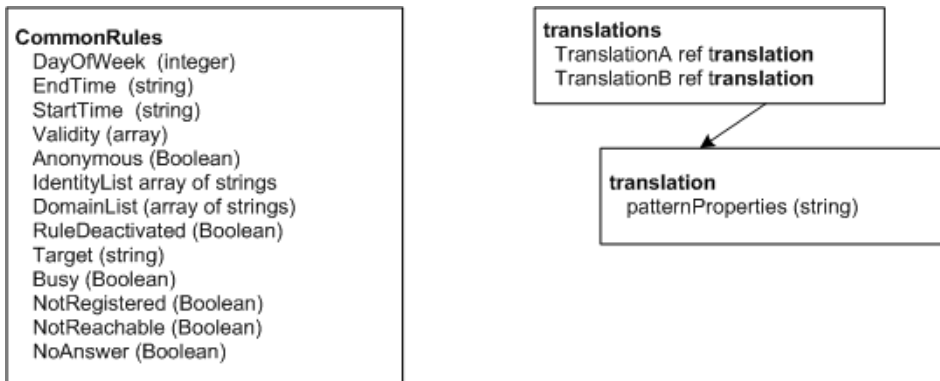 CommonRules
DayOfWeek (integer)
EndTime (string)
StartTime (string)
Validity (array)
Anonymous (Boolean)
IdentityList array of strings
DomainList (array of strings)
RuleDeactivated (Boolean)
Target (string)
Busy (Boolean)
NotRegistered (Boolean)
NotReachable (Boolean)
NoAnswer (Boolean)
translations
TranslationA ref translation
TranslationB ref translation
translation
patternProperties (string)